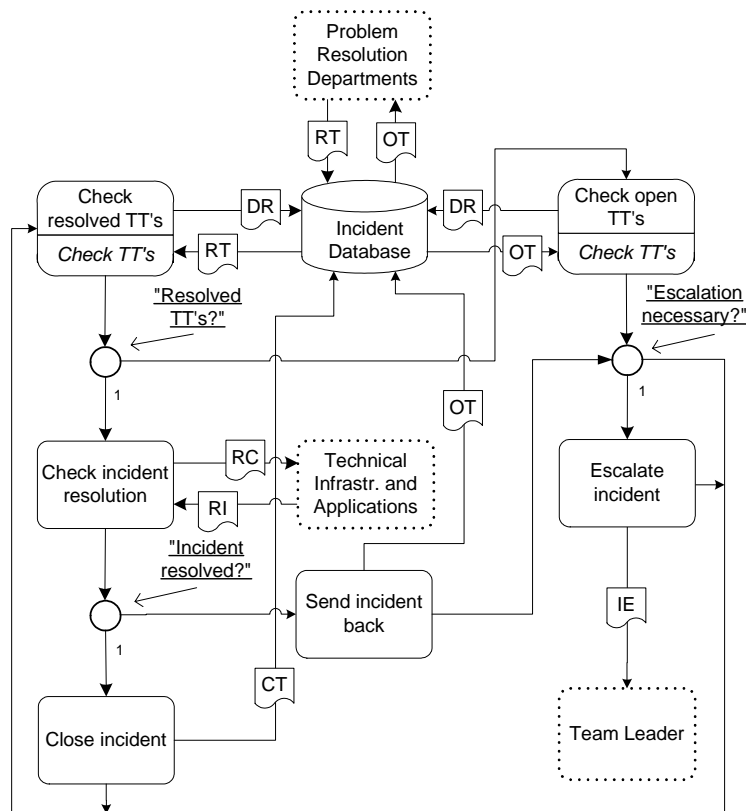 Problem
Resolution
Departments
RT
OT
Check
resolved TT's
Check TT's
DR
RT
Incident
Database
DR
OT
Check open
TT's
Check TT's
"Resolved
TT's?"
"Escalation
necessary?"
1
1
OT
Check incident
resolution
RC
RI
Technical
Infrastr. and
Applications
Escalate
incident
"Incident
resolved?"
Send incident
back
IE
1
CT
Close incident
Team Leader